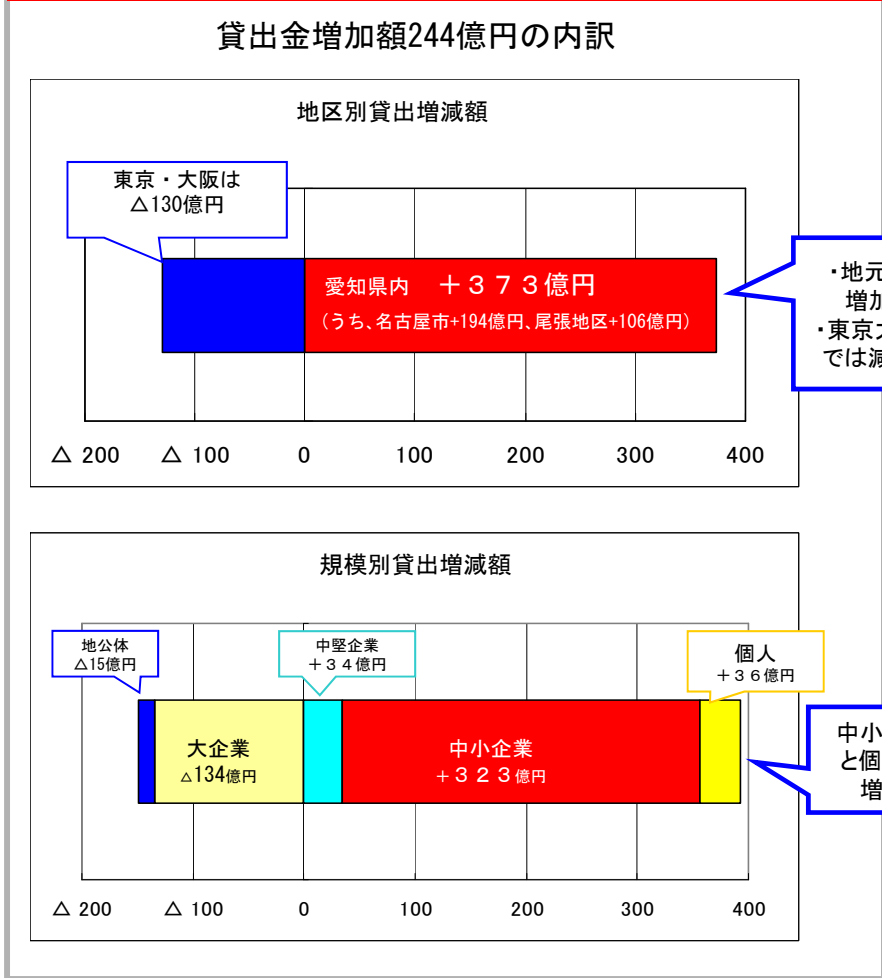 貸出金増加額244億円の内訳
地区別貸出増減額
東京・大阪は
△130億円
愛知県内 ＋３７３億円
(うち、名古屋市+194億円、尾張地区+106億円)
・地元
増加
・東京大
では減
△ 200 △ 100 0 100 200 300 400
規模別貸出増減額
地公体
△15億円
中堅企業
＋３４億円
個人
＋３６億円
大企業
△134億円
中小企業
＋３２３億円
中小
と個
増
△ 200 △ 100 0 100 200 300 400